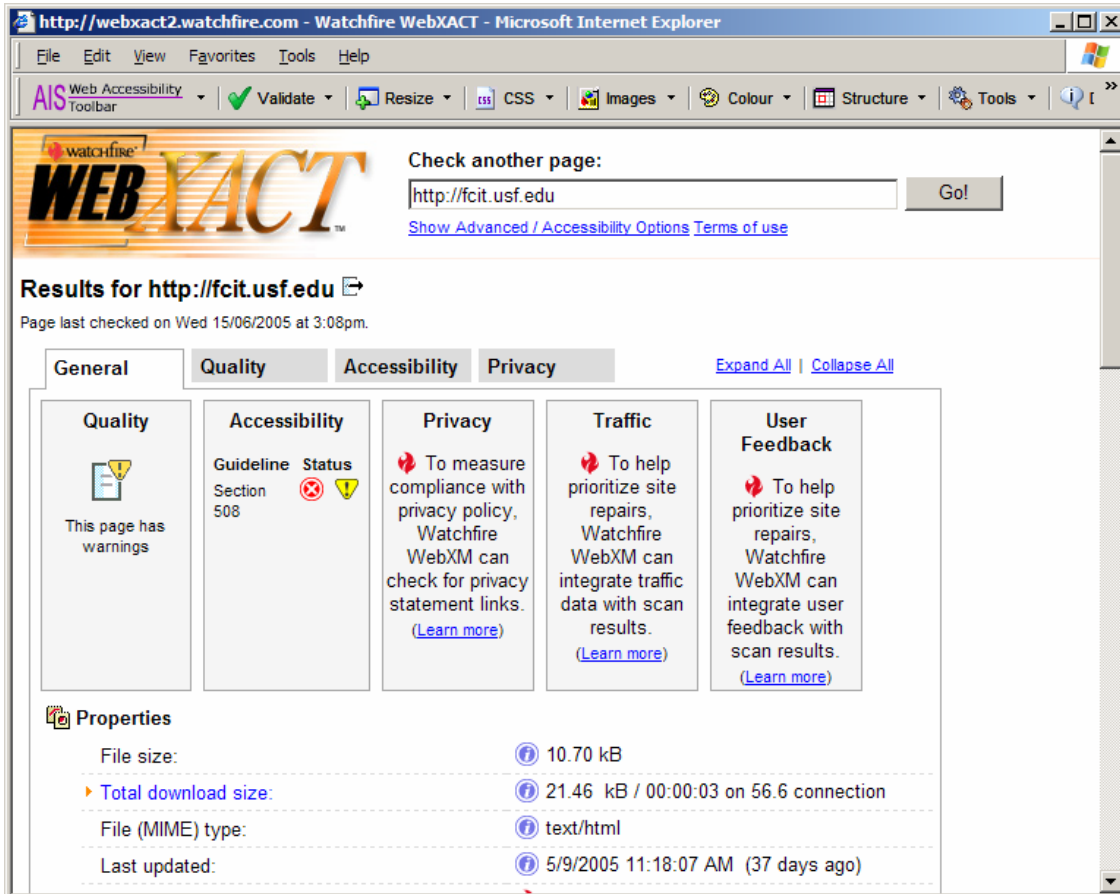 http://webxact2.watchfire.com - Watchfire WebXACT - Microsoft Internet Explorer
File Edit View Favorites Tools Help
AIS Web Accessibility Toolbar Validate Resize CSS Images Colour Structure Tools
watchfire
WEBXACT TM
Check another page:
http://fcit.usf.edu Go!
Show Advanced / Accessibility Options Terms of use
Results for http://fcit.usf.edu
Page last checked on Wed 15/06/2005 at 3:08pm.
General Quality Accessibility Privacy Expand All | Collapse All
Quality
This page has
warnings
Accessibility
Guideline Status
Section
508
Privacy
To measure
compliance with
privacy policy,
Watchfire
WebXM can
check for privacy
statement links.
(Learn more)
Traffic
To help
prioritize site
repairs,
Watchfire
WebXM can
integrate traffic
data with scan
results.
(Learn more)
User
Feedback
To help
prioritize site
repairs,
Watchfire
WebXM can
integrate user
feedback with
scan results.
(Learn more)
Properties
File size: 10.70 kB
Total download size: 21.46 kB / 00:00:03 on 56.6 connection
File (MIME) type: text/html
Last updated: 5/9/2005 11:18:07 AM (37 days ago)